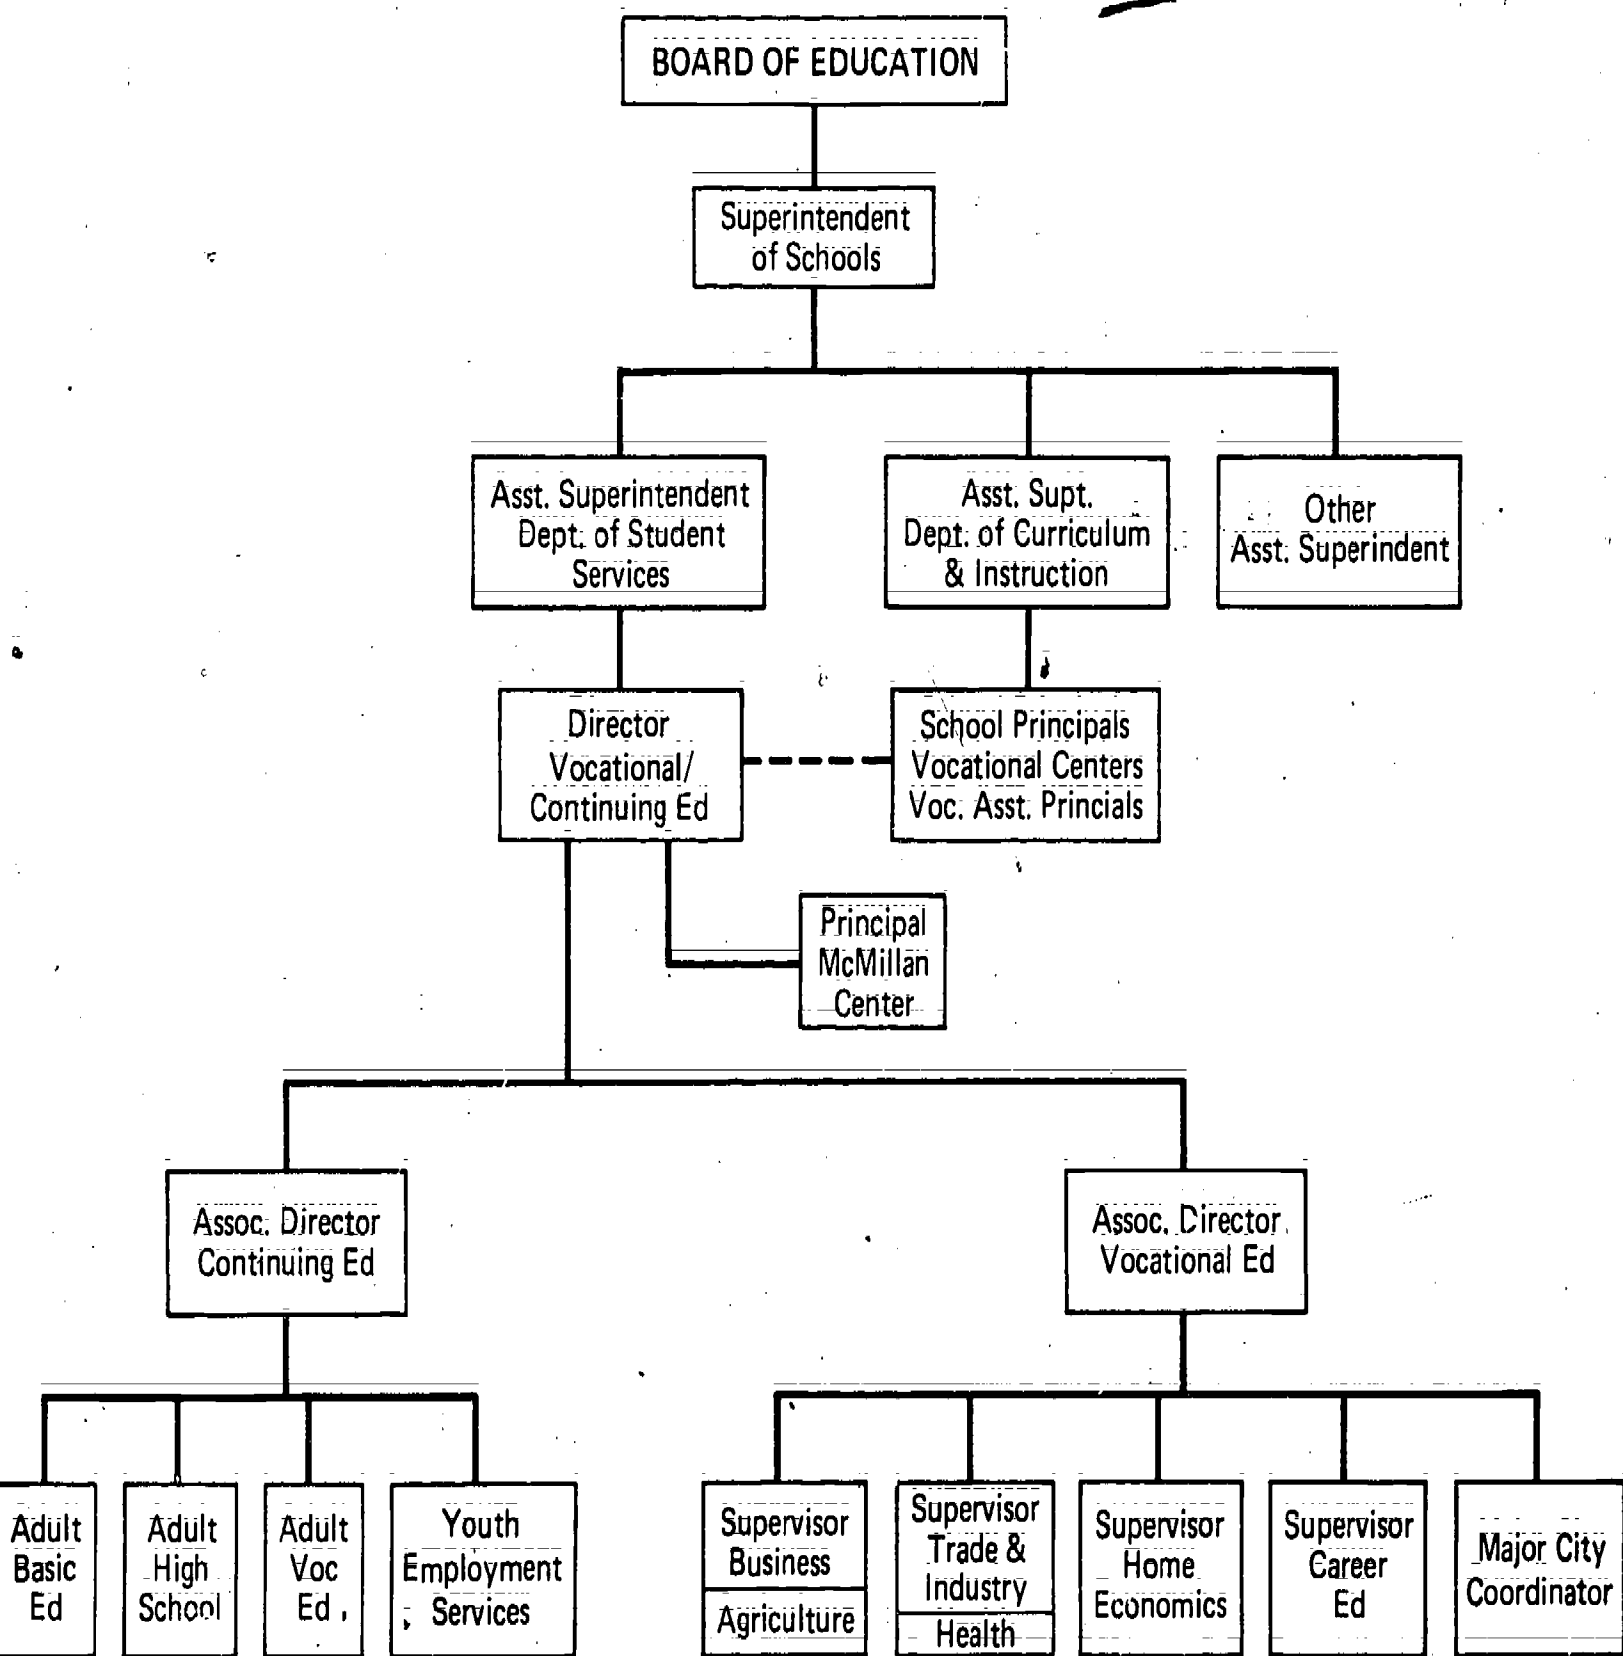 BOARD OF EDUCATION
Superintendent
of Schools
Asst. Superintendent
Dept. of Student
Services
Asst. Supt.
Dept. of Curriculum
& Instruction
Other
Asst. Superindent
Director
Vocational/
Continuing Ed
School Principals
Vocational Centers
Voc. Asst. Princials
Principal
McMillan
Center
Assoc. Director
Continuing Ed
Assoc. Director
Vocational Ed
Adult
Basic
Ed
Adult
High
School
Adult
Voc
Ed
Youth
Employment
Services
Supervisor
Business
Agriculture
Supervisor
Trade &
Industry
Health
Supervisor
Home
Economics
Supervisor
Career
Ed
Major City
Coordinator